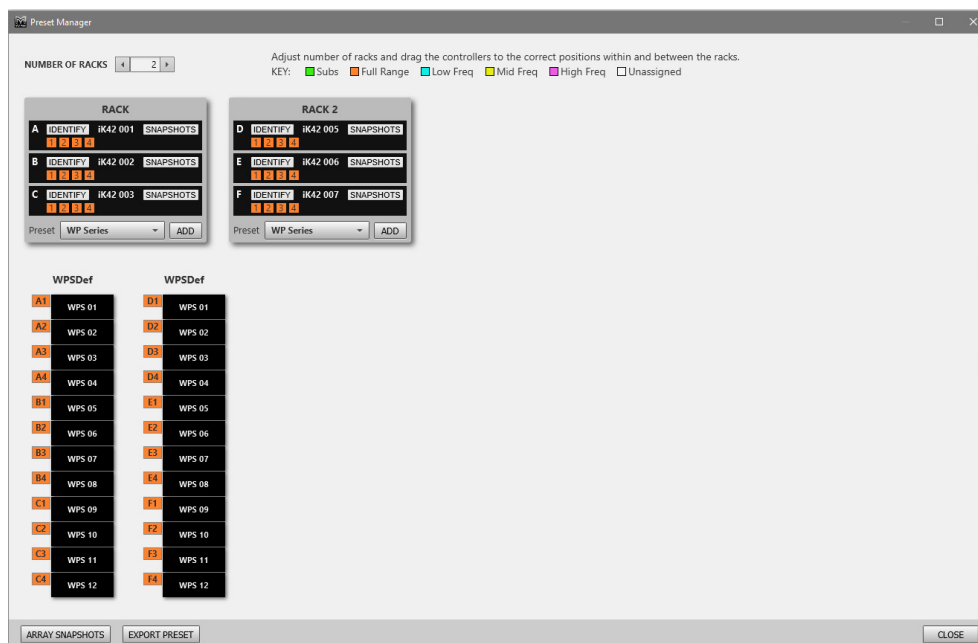 Preset Manager
NUMBER OF RACKS 2
Adjust number of racks and drag the controllers to the correct positions within and between the racks.
KEY: Subs Full Range Low Freq Mid Freq High Freq Unassigned
RACK
A IDENTIFY iK42 001 SNAPSHOTS
1 2 3 4
B IDENTIFY iK42 002 SNAPSHOTS
1 2 3 4
C IDENTIFY iK42 003 SNAPSHOTS
1 2 3 4
Preset WP Series ADD
RACK 2
D IDENTIFY iK42 005 SNAPSHOTS
1 2 3 4
E IDENTIFY iK42 006 SNAPSHOTS
1 2 3 4
F IDENTIFY iK42 007 SNAPSHOTS
1 2 3 4
Preset WP Series ADD
WPSDef
A1 WPS 01
A2 WPS 02
A3 WPS 03
A4 WPS 04
B1 WPS 05
B2 WPS 06
B3 WPS 07
B4 WPS 08
C1 WPS 09
C2 WPS 10
C3 WPS 11
C4 WPS 12
WPSDef
D1 WPS 01
D2 WPS 02
D3 WPS 03
D4 WPS 04
E1 WPS 05
E2 WPS 06
E3 WPS 07
E4 WPS 08
F1 WPS 09
F2 WPS 10
F3 WPS 11
F4 WPS 12
ARRAY SNAPSHOTS EXPORT PRESET CLOSE